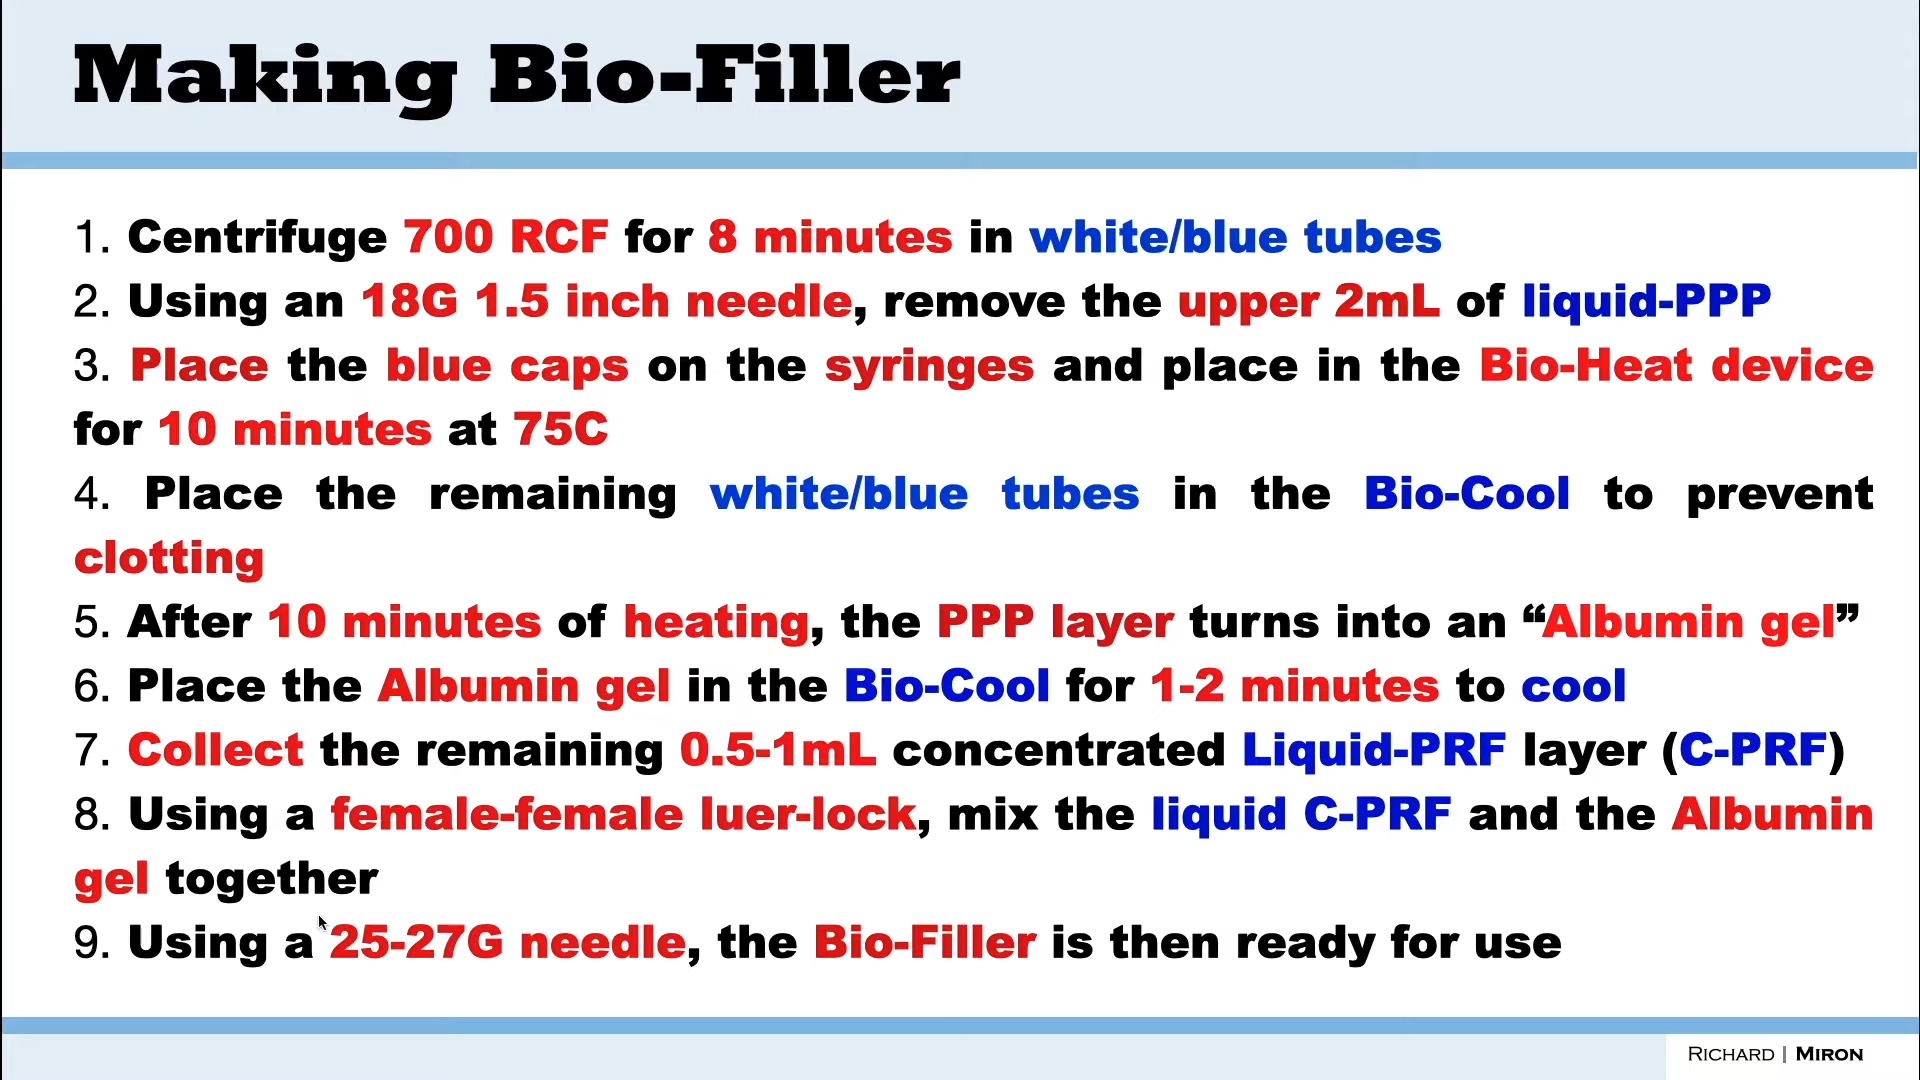 Making Bio-Filler
1. Centrifuge 700 RCF for 8 minutes in white/blue tubes
2. Using an 18G 1.5 inch needle, remove the upper 2mL of liquid-PPP
3. Place the blue caps on the syringes and place in the Bio-Heat device
for 10 minutes at 75C
4. Place the remaining white/blue tubes in the Bio-Cool to prevent
clotting
5. After 10 minutes of heating, the PPP layer turns into an “Albumin gel”
6. Place the Albumin gel in the Bio-Cool for 1-2 minutes to cool
7. Collect the remaining 0.5-1mL concentrated Liquid-PRF layer (C-PRF)
8. Using a female-female luer-lock, mix the liquid C-PRF and the Albumin
gel together
9. Using a 25-27G needle, the Bio-Filler is then ready for use
RICHARD | MIRON